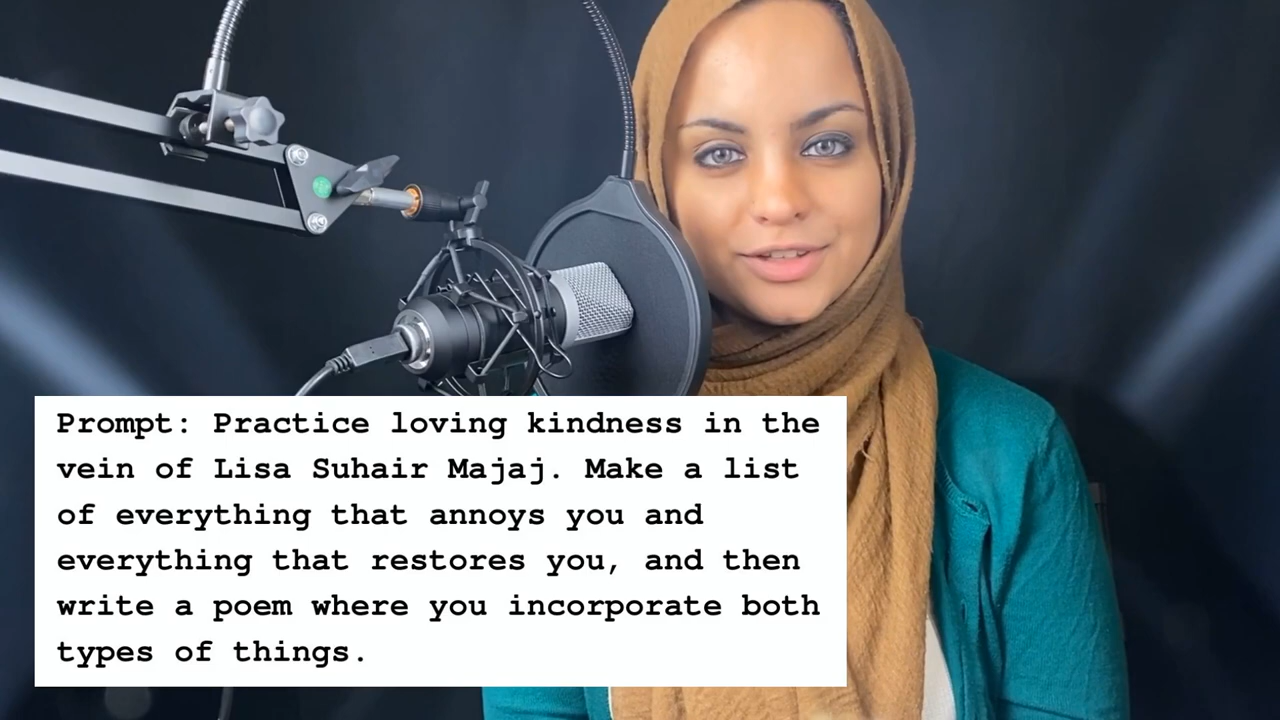 Prompt: Practice loving kindness in the
vein of Lisa Suhair Majaj. Make a list
of everything that annoys you and
everything that restores you, and then
write a poem where you incorporate both
types of things.